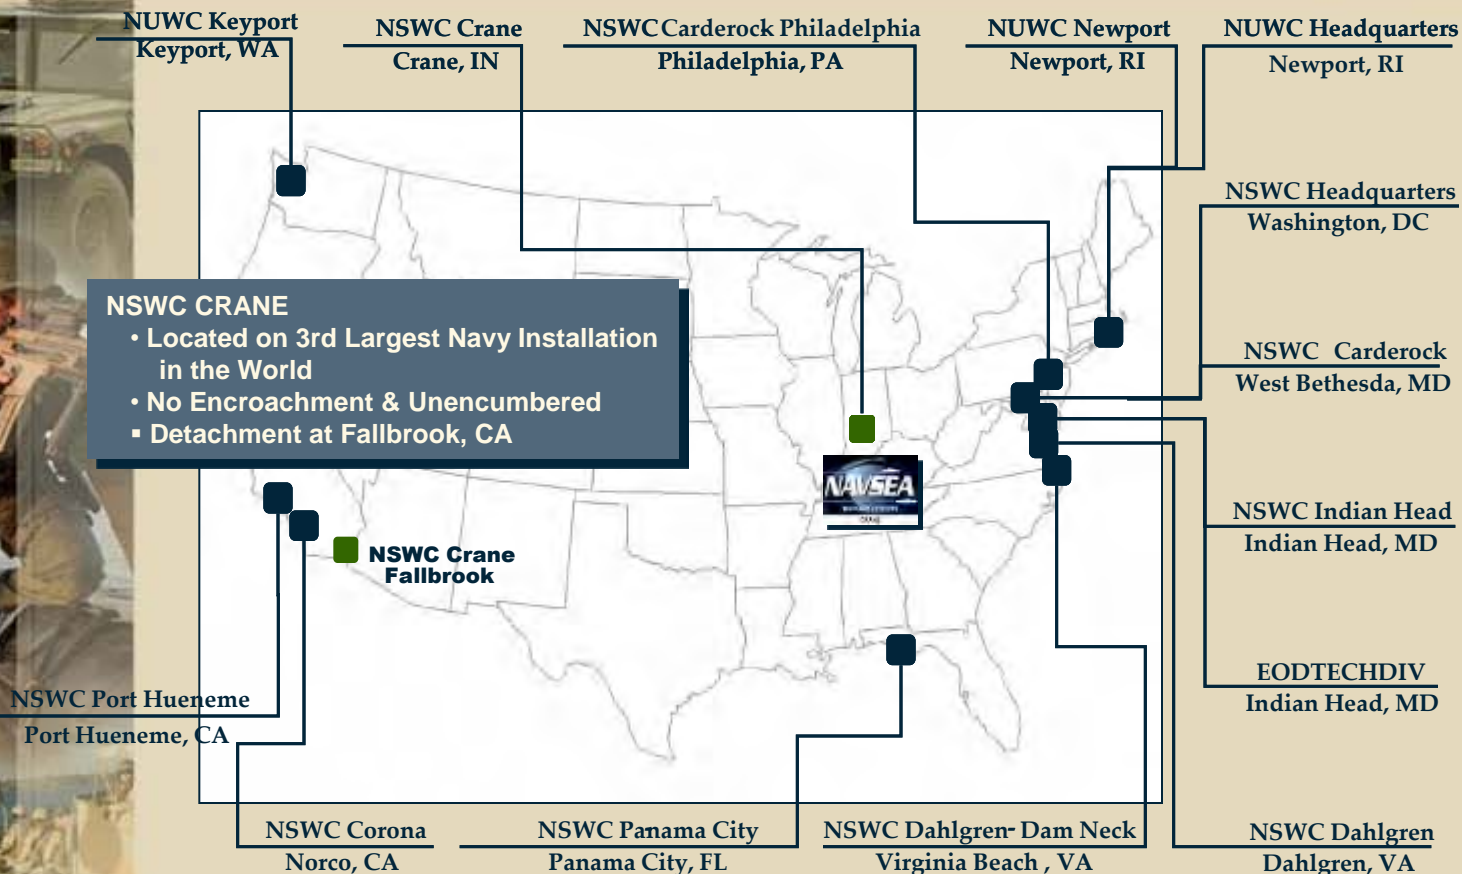 NUWC Keyport
Keyport, WA
NSWC Crane
Crane, IN
NSWC Carderock Philadelphia
Philadelphia, PA
NUWC Newport
Newport, RI
NUWC Headquarters
Newport, RI
NSWC Headquarters
Washington, DC
NSWC CRANE
• Located on 3rd Largest Navy Installation
in the World
• No Encroachment & Unencumbered
▪ Detachment at Fallbrook, CA
NSWC Carderock
West Bethesda, MD
NAVSEA
NSWC Indian Head
Indian Head, MD
NSWC Crane
Fallbrook
EODTECHDIV
Indian Head, MD
NSWC Port Hueneme
Port Hueneme, CA
NSWC Corona
Norco, CA
NSWC Panama City
Panama City, FL
NSWC Dahlgren- Dam Neck
Virginia Beach , VA
NSWC Dahlgren
Dahlgren, VA